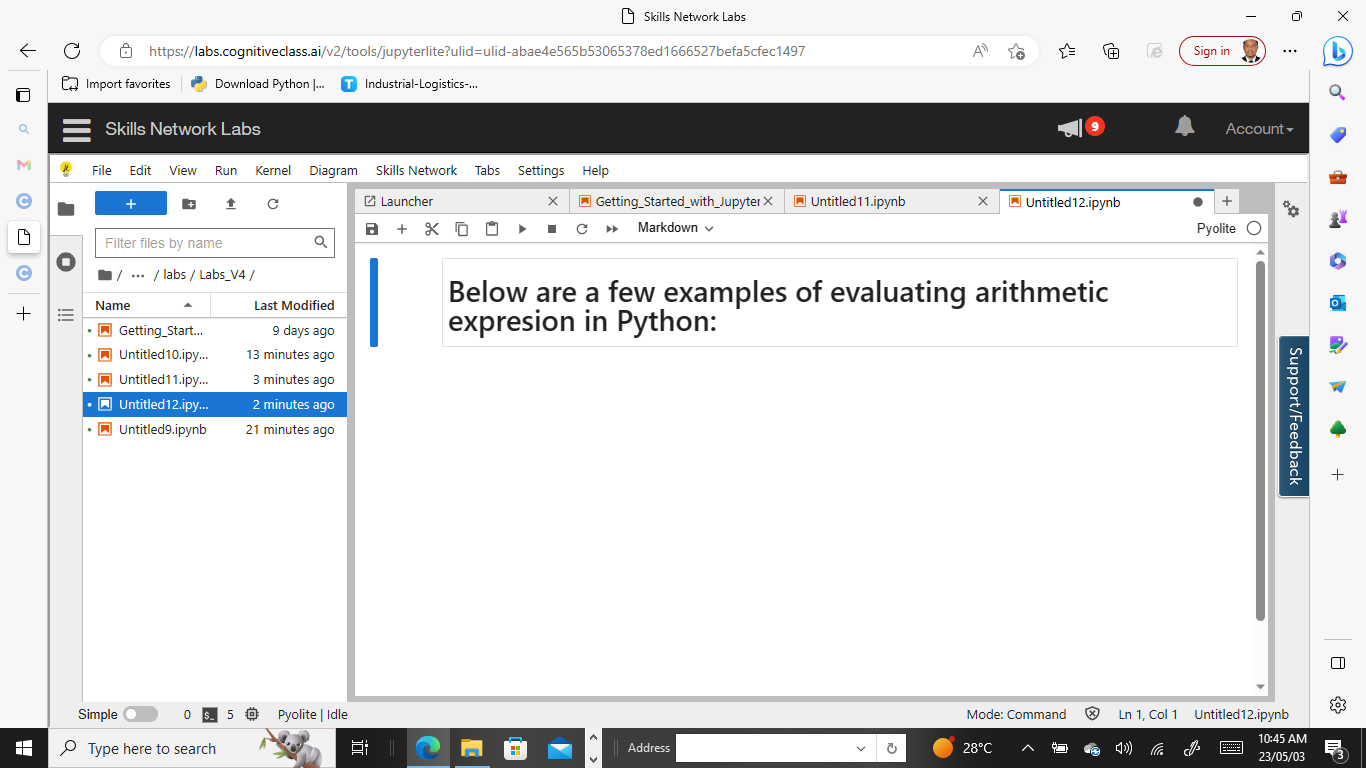 Skills Network Labs
https://labs.cognitiveclass.ai/v2/tools/jupyterlite?ulid=ulid-abae4e565b53065378ed1666527befa5cfec1497
Sign in
Import favorites
Download Python |...
Industrial-Logistics-...
Skills Network Labs
9
Account
File Edit View Run Kernel Diagram Skills Network Tabs Settings Help
Launcher
Getting_Started_with_Jupyter
Untitled11.ipynb
Untitled12.ipynb
Markdown
Pyolite
Filter files by name
/ ... / labs / Labs_V4 /
Name Last Modified
Getting_Start... 9 days ago
Untitled10.ipy... 13 minutes ago
Untitled11.ipy... 3 minutes ago
Untitled12.ipy... 2 minutes ago
Untitled9.ipynb 21 minutes ago
Below are a few examples of evaluating arithmetic
expresion in Python:
Support/Feedback
Simple 0 $_ 5 Pyolite | Idle Mode: Command Ln 1, Col 1 Untitled12.ipynb
Type here to search
Address
28°C
10:45 AM
23/05/03
3